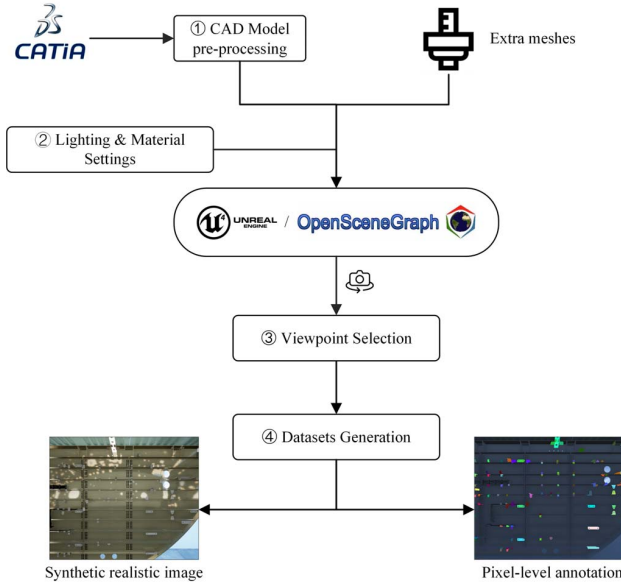 CATIA
① CAD Model
pre-processing
Extra meshes
② Lighting & Material
Settings
UNREAL
ENGINE
/
OpenSceneGraph
③ Viewpoint Selection
④ Datasets Generation
Synthetic realistic image
Pixel-level annotation